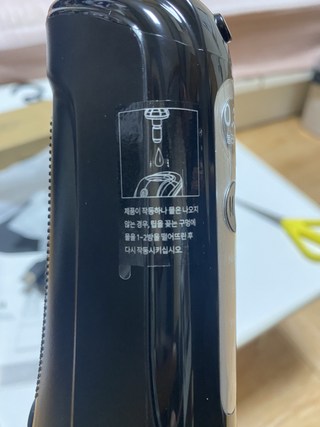 제품이 작동하나 물은 나오지
않는 경우, 팁을 꽂는 구멍에
물을 1-2방울 떨어뜨린 후
다시 작동시키십시오.